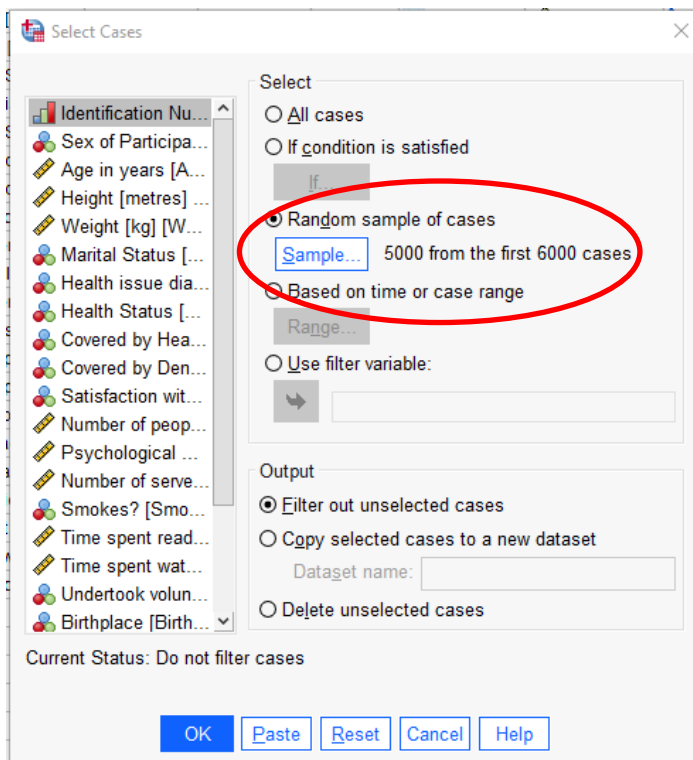 Select Cases
Identification Nu...
Sex of Participa...
Age in years [A...
Height [metres] ...
Weight [kg] [W...
Marital Status [...
Health issue dia...
Health Status [...
Covered by Hea...
Covered by Den...
Satisfaction wit...
Number of peop...
Psychological ...
Number of serve...
Smokes? [Smo...
Time spent read...
Time spent wat...
Undertook volun...
Birthplace [Birth...
Select
All cases
If condition is satisfied
If...
Random sample of cases
Sample... 5000 from the first 6000 cases
Based on time or case range
Range...
Use filter variable:
Output
Filter out unselected cases
Copy selected cases to a new dataset
Dataset name:
Delete unselected cases
Current Status: Do not filter cases
OK Paste Reset Cancel Help